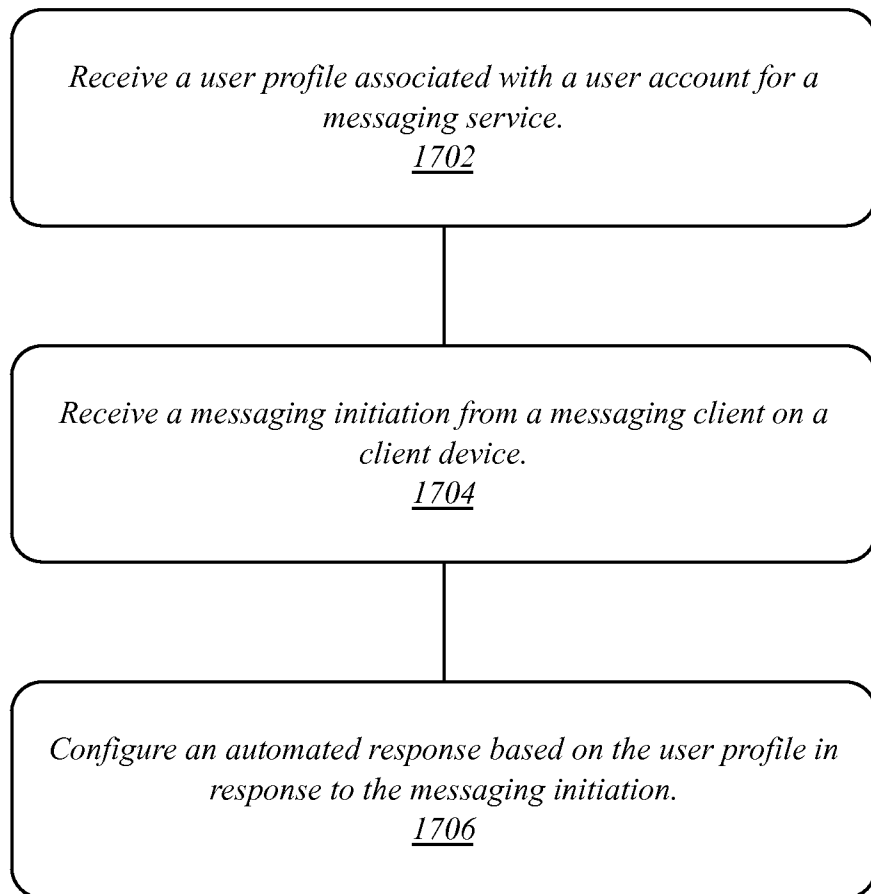 Receive a user profile associated with a user account for a
messaging service.
1702
Receive a messaging initiation from a messaging client on a
client device.
1704
Configure an automated response based on the user profile in
response to the messaging initiation.
1706